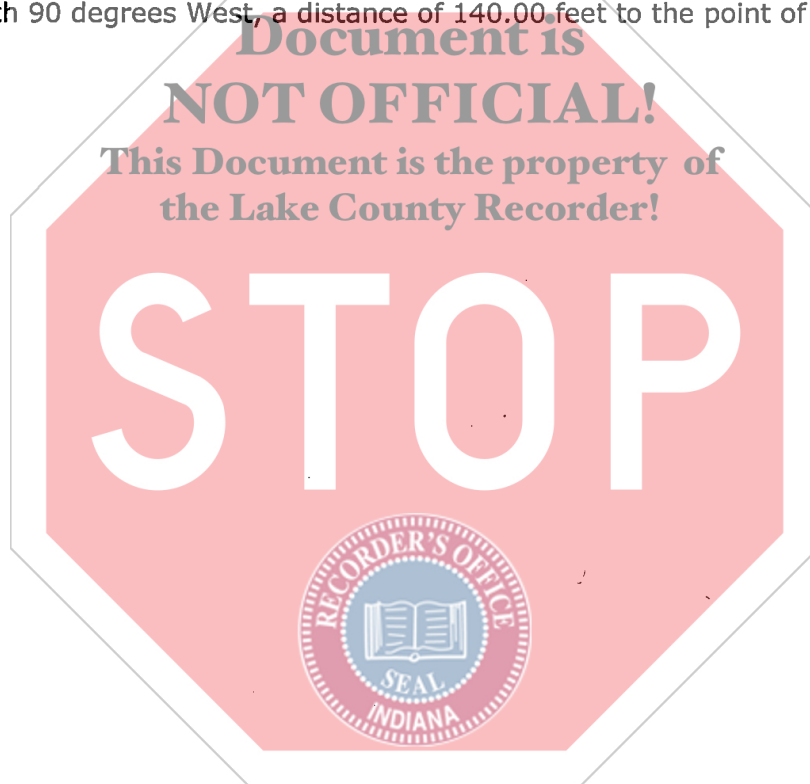 h 90 degrees West, a distance of 140.00 feet to the point of
Document is
NOT OFFICIAL!
This Document is the property of
the Lake County Recorder!
STOP
RECORDER'S OFFICE
SEAL
INDIANA